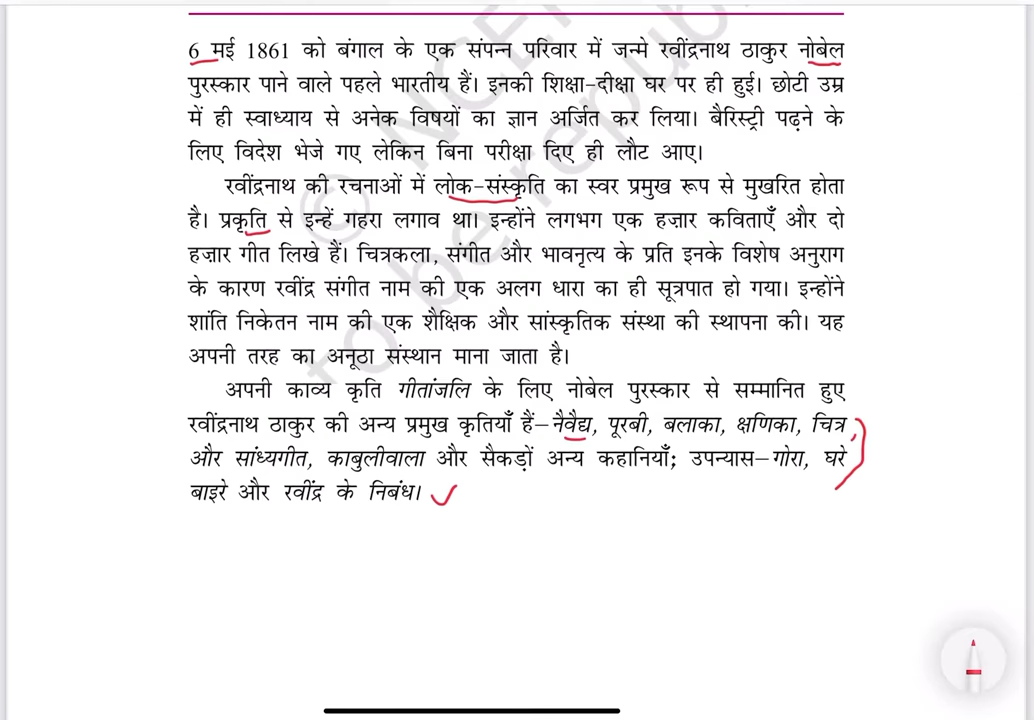 6 मई 1861 को बंगाल के एक संपन्न परिवार में जन्मे रवींद्रनाथ ठाकुर नोबेल
पुरस्कार पाने वाले पहले भारतीय हैं। इनकी शिक्षा-दीक्षा घर पर ही हुई। छोटी उम्र
में ही स्वाध्याय से अनेक विषयों का ज्ञान अर्जित कर लिया। बैरिस्ट्री पढ़ने के
लिए विदेश भेजे गए लेकिन बिना परीक्षा दिए ही लौट आए।
रवींद्रनाथ की रचनाओं में लोक-संस्कृति का स्वर प्रमुख रूप से मुखरित होता
है। प्रकृति से इन्हें गहरा लगाव था। इन्होंने लगभग एक हज़ार कविताएँ और दो
हज़ार गीत लिखे हैं। चित्रकला, संगीत और भावनृत्य के प्रति इनके विशेष अनुराग
के कारण रवींद्र संगीत नाम की एक अलग धारा का ही सूत्रपात हो गया। इन्होंने
शांति निकेतन नाम की एक शैक्षिक और सांस्कृतिक संस्था की स्थापना की। यह
अपनी तरह का अनूठा संस्थान माना जाता है।
अपनी काव्य कृति गीतांजलि के लिए नोबेल पुरस्कार से सम्मानित हुए
रवींद्रनाथ ठाकुर की अन्य प्रमुख कृतियाँ हैं–नैवैद्य, पूरबी, बलाका, क्षणिका, चित्र
और सांध्यगीत, काबुलीवाला और सैकड़ों अन्य कहानियाँ; उपन्यास–गोरा, घरे
बाइरे और रवींद्र के निबंध।